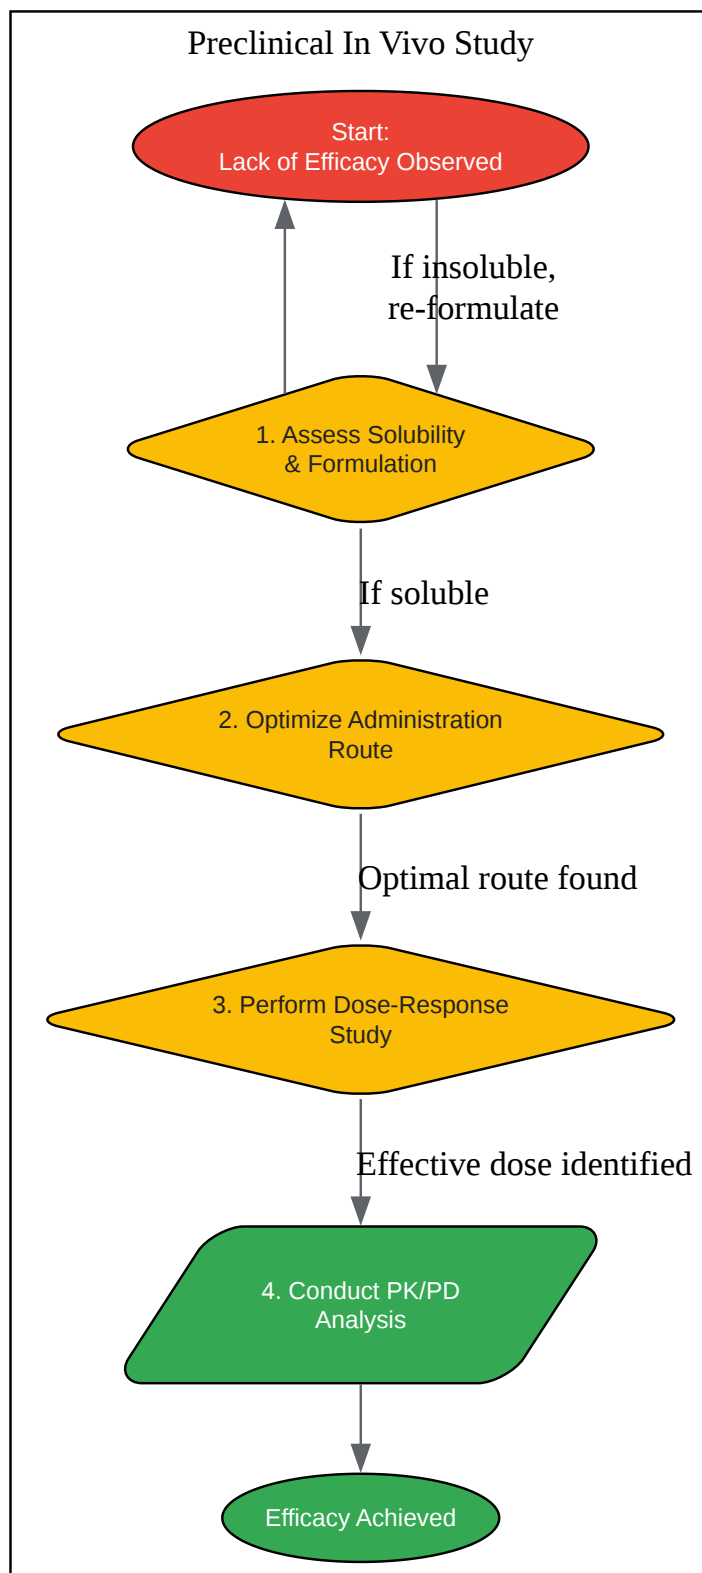 Preclinical In Vivo Study
Start:
Lack of Efficacy Observed
If insoluble,
re-formulate
1. Assess Solubility
& Formulation
If soluble
2. Optimize Administration
Route
Optimal route found
3. Perform Dose-Response
Study
Effective dose identified
4. Conduct PK/PD
Analysis
Efficacy Achieved